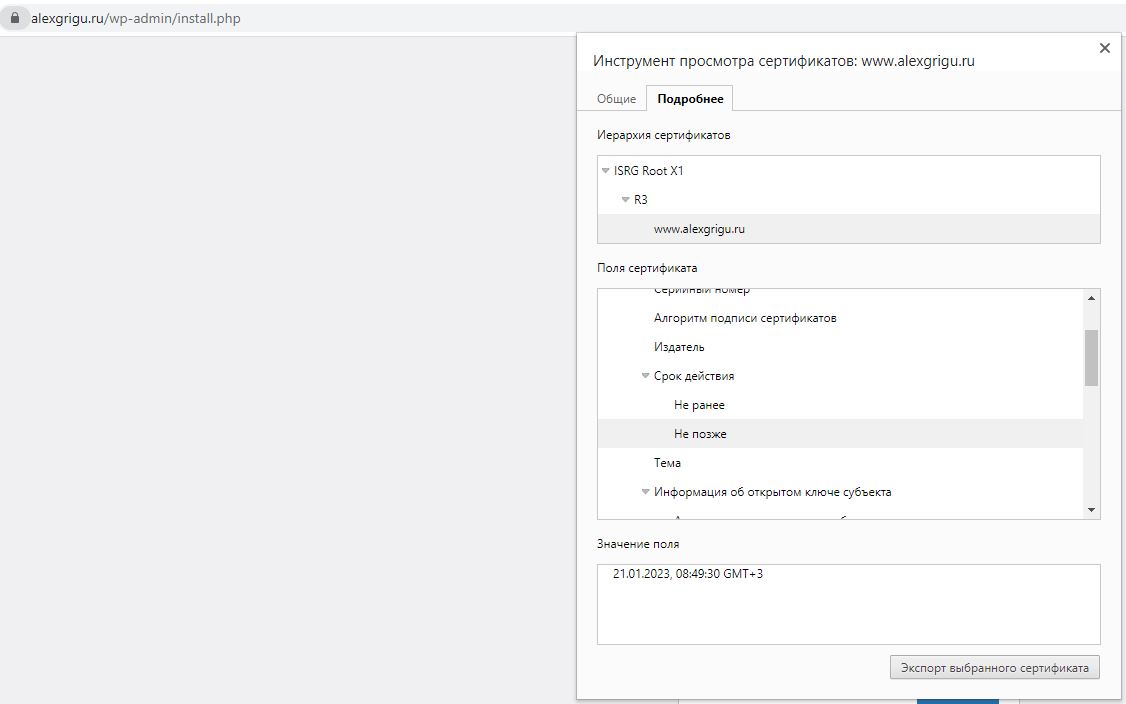 alexgrigu.ru/wp-admin/install.php
Инструмент просмотра сертификатов: www.alexgrigu.ru
Общие
Подробнее
Иерархия сертификатов
ISRG Root X1
R3
www.alexgrigu.ru
Поля сертификата
Серийный номер
Алгоритм подписи сертификатов
Издатель
Срок действия
Не ранее
Не позже
Тема
Информация об открытом ключе субъекта
Значение поля
21.01.2023, 08:49:30 GMT+3
Экспорт выбранного сертификата